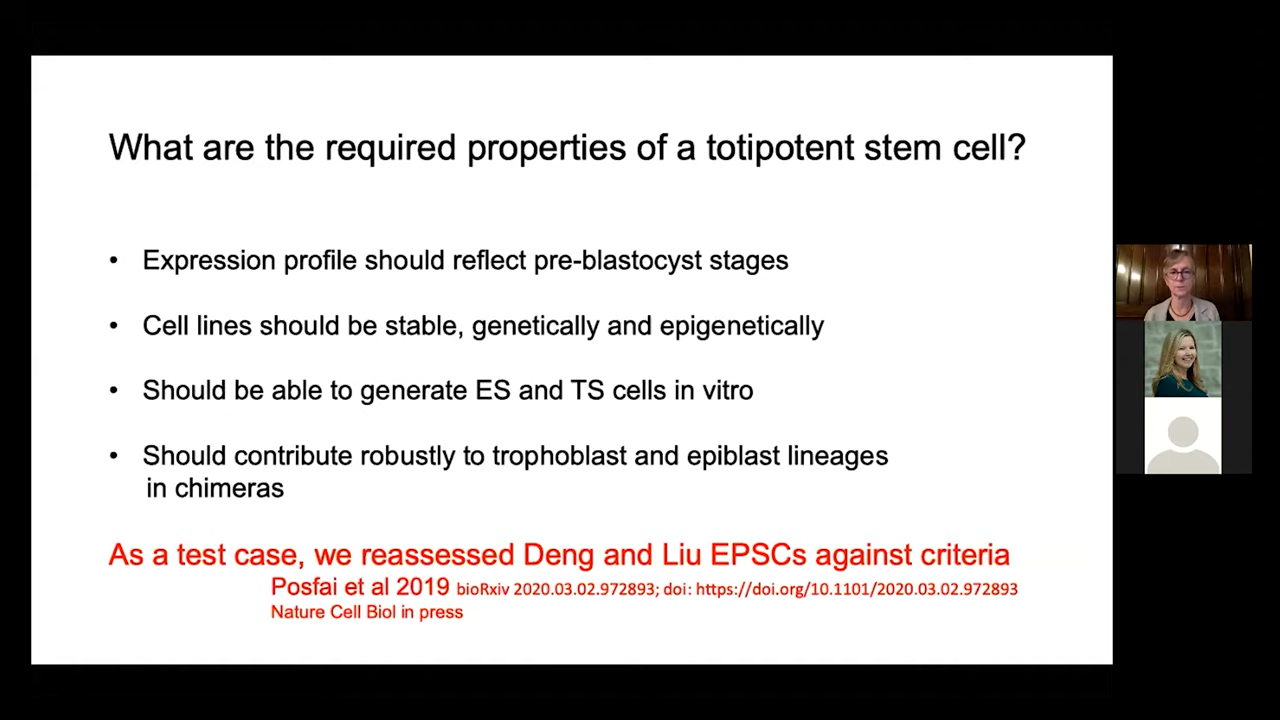 What are the required properties of a totipotent stem cell?
• Expression profile should reflect pre-blastocyst stages
• Cell lines should be stable, genetically and epigenetically
• Should be able to generate ES and TS cells in vitro
• Should contribute robustly to trophoblast and epiblast lineages
in chimeras
As a test case, we reassessed Deng and Liu EPSCs against criteria
Posfai et al 2019 bioRxiv 2020.03.02.972893; doi: https://doi.org/10.1101/2020.03.02.972893
Nature Cell Biol in press